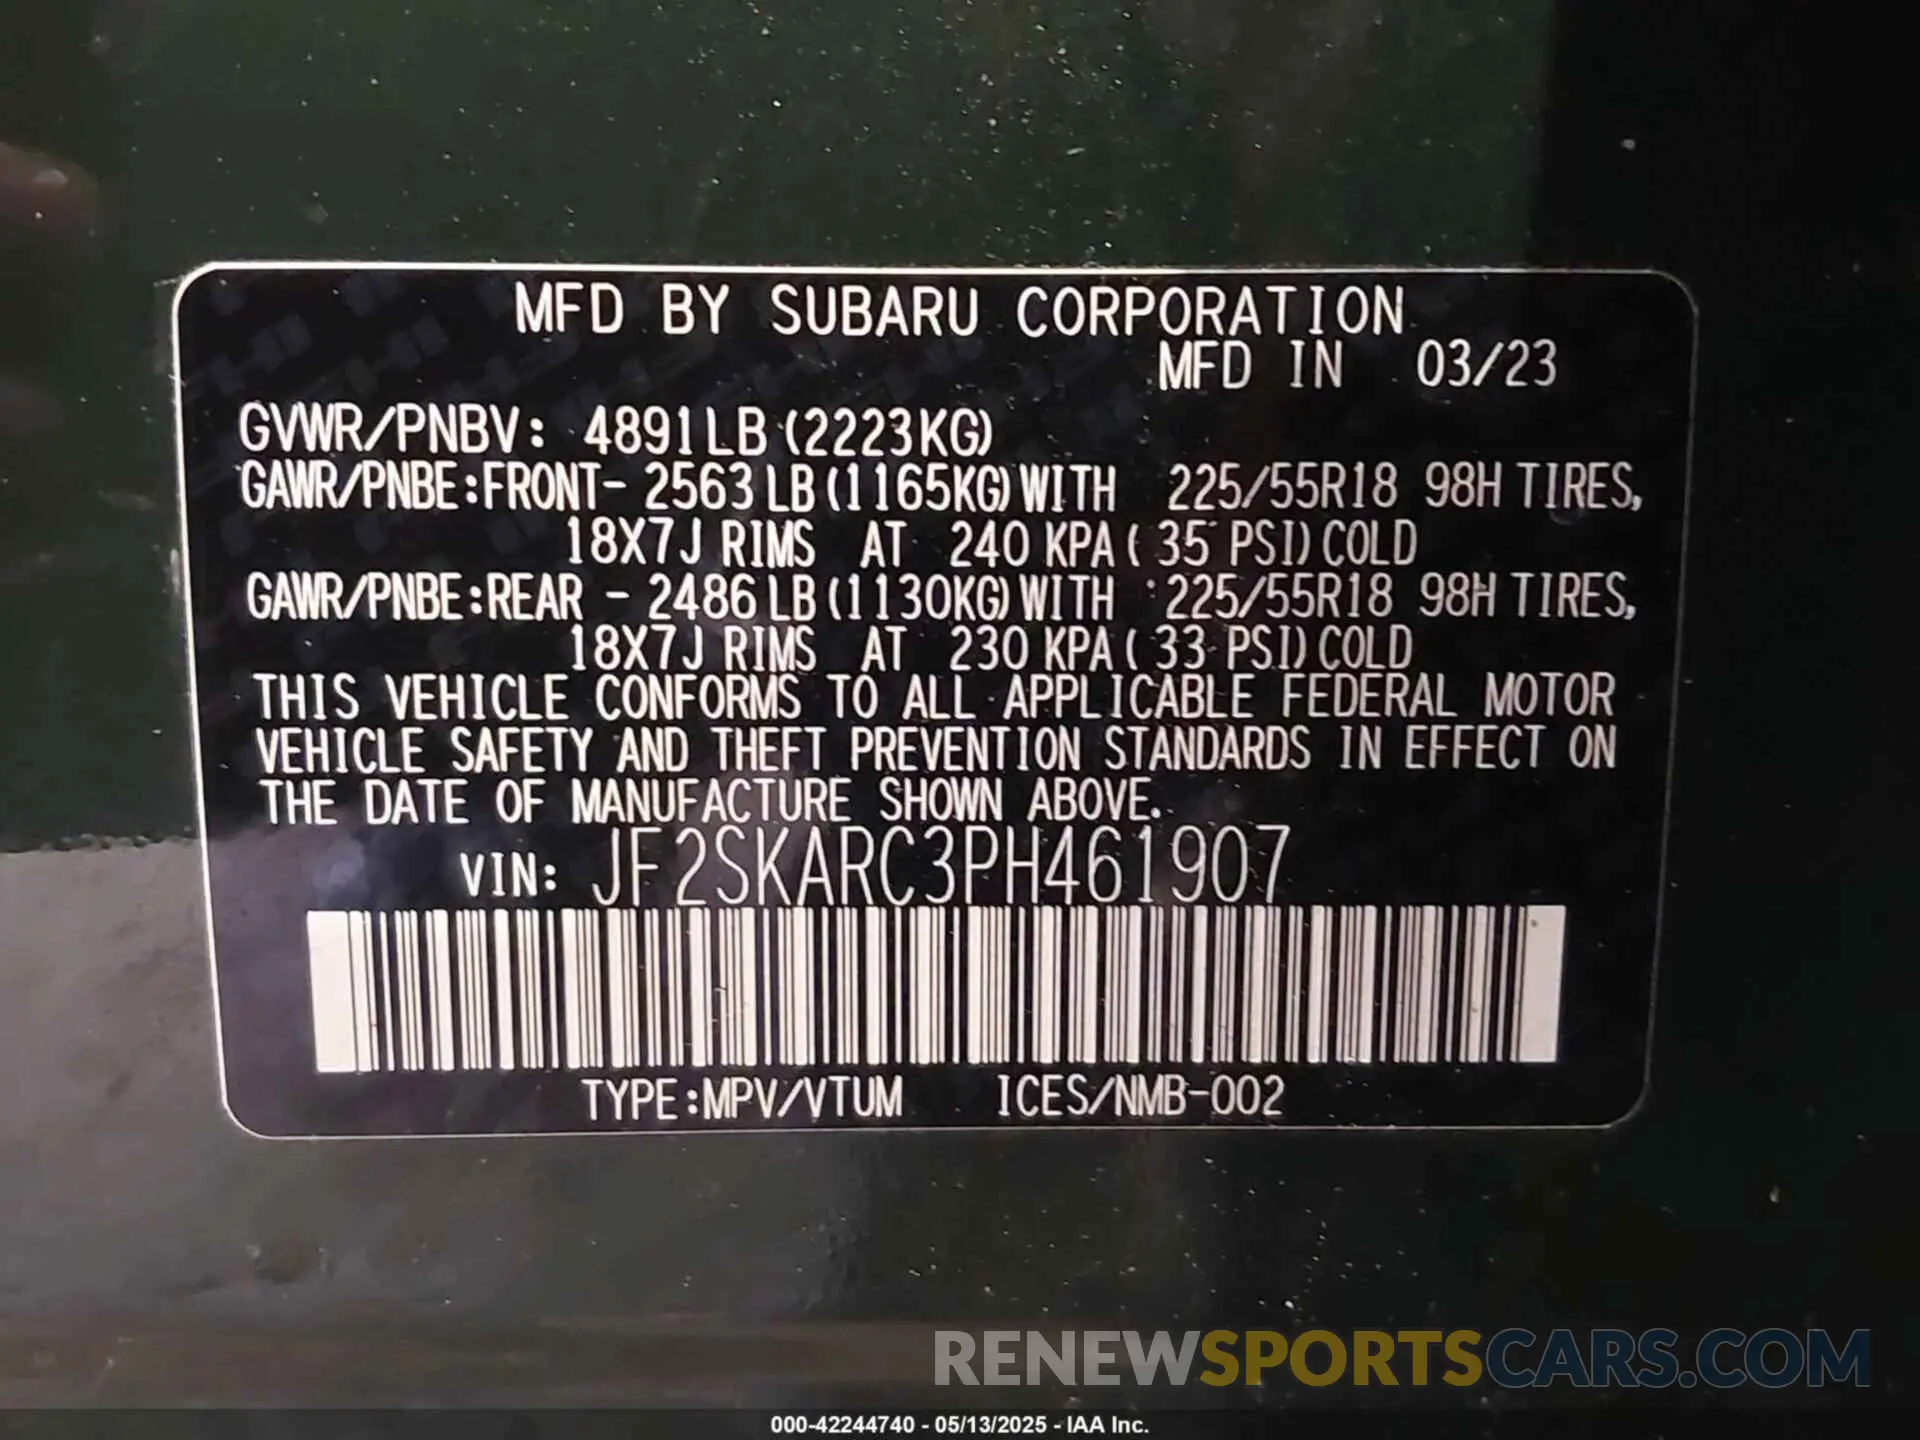 MFD BY SUBARU CORPORATION
MFD IN 03/23
GVWR/PNBV: 4891LB (2223KG)
GAWR/PNBE:FRONT- 2563 LB (1165KG) WITH 225/55R18 98H TIRES,
18X7J RIMS AT 240 KPA ( 35 PSI) COLD
GAWR/PNBE:REAR - 2486 LB (1130KG) WITH 225/55R18 98H TIRES,
18X7J RIMS AT 230 KPA ( 33 PSI) COLD
THIS VEHICLE CONFORMS TO ALL APPLICABLE FEDERAL MOTOR
VEHICLE SAFETY AND THEFT PREVENTION STANDARDS IN EFFECT ON
THE DATE OF MANUFACTURE SHOWN ABOVE.
VIN: JF2SKARC3PH461907
TYPE:MPV/VTUM ICES/NMB-002
RENEWSPORTSCARS.COM
000-42244740 - 05/13/2025 - IAA Inc.